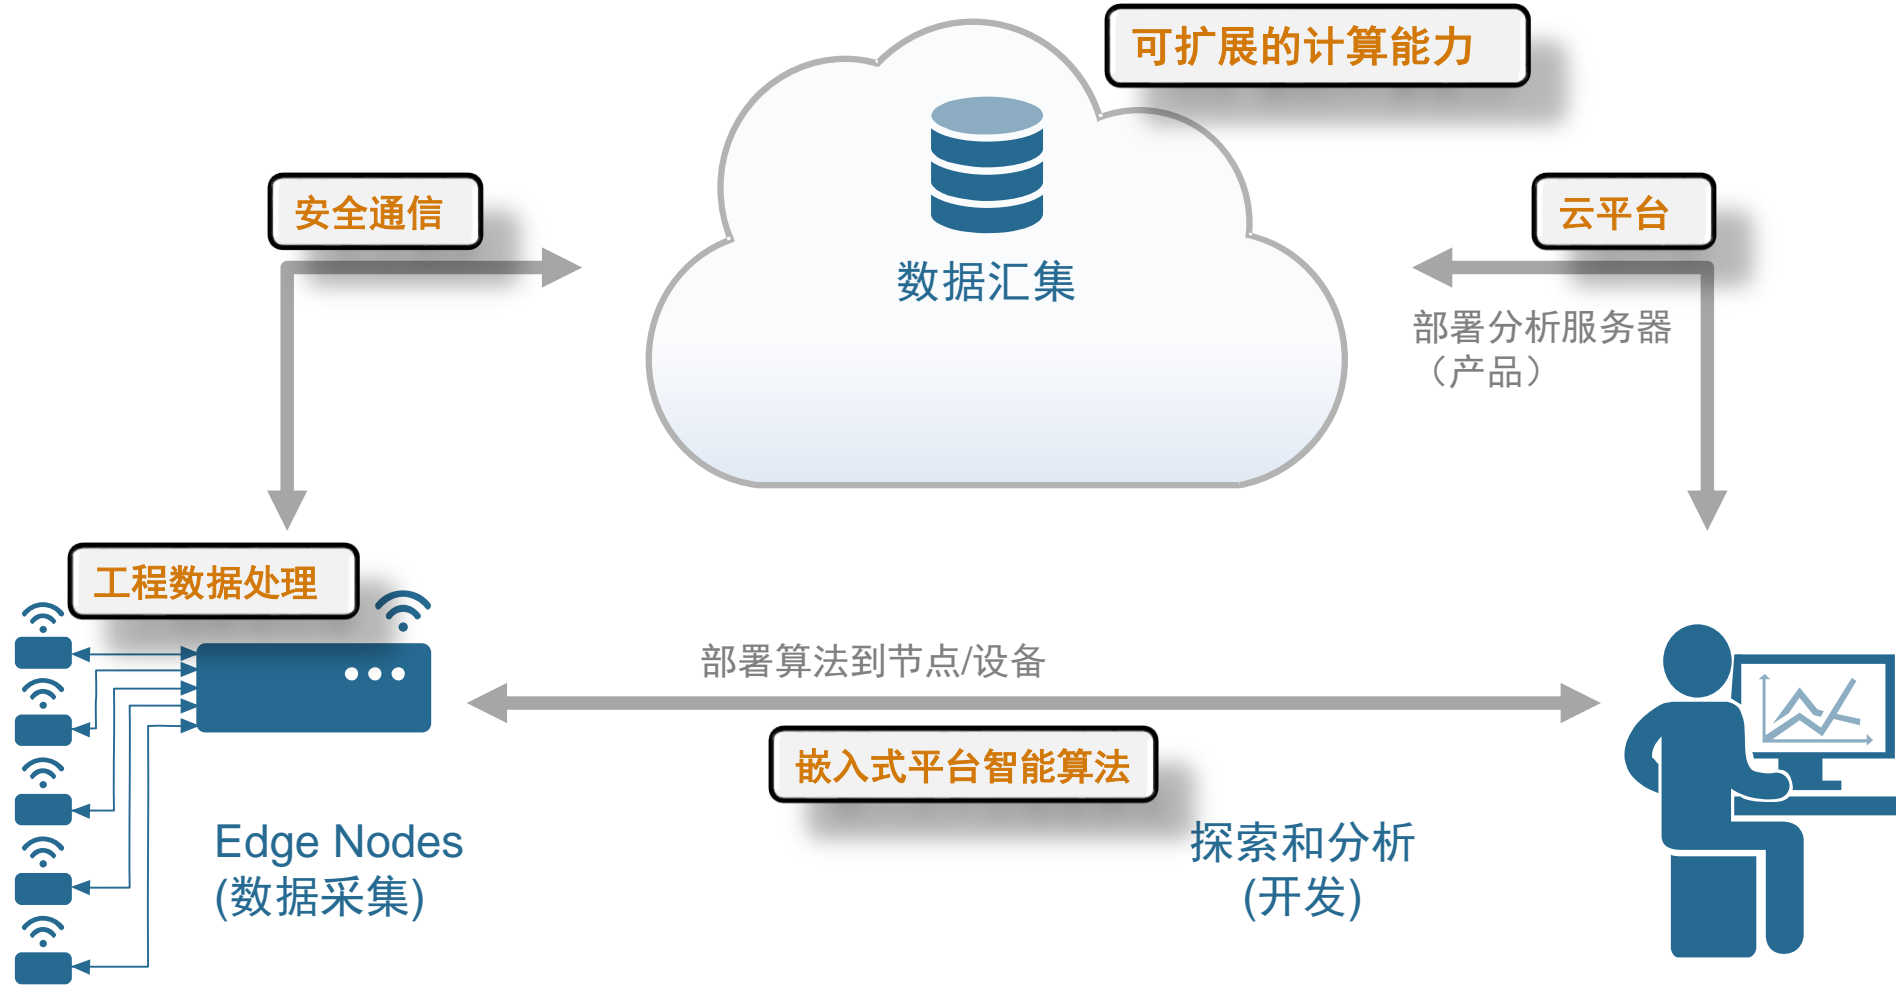 可扩展的计算能力
安全通信
云平台
数据汇集
部署分析服务器
（产品）
工程数据处理
部署算法到节点/设备
嵌入式平台智能算法
Edge Nodes
(数据采集)
探索和分析
(开发)